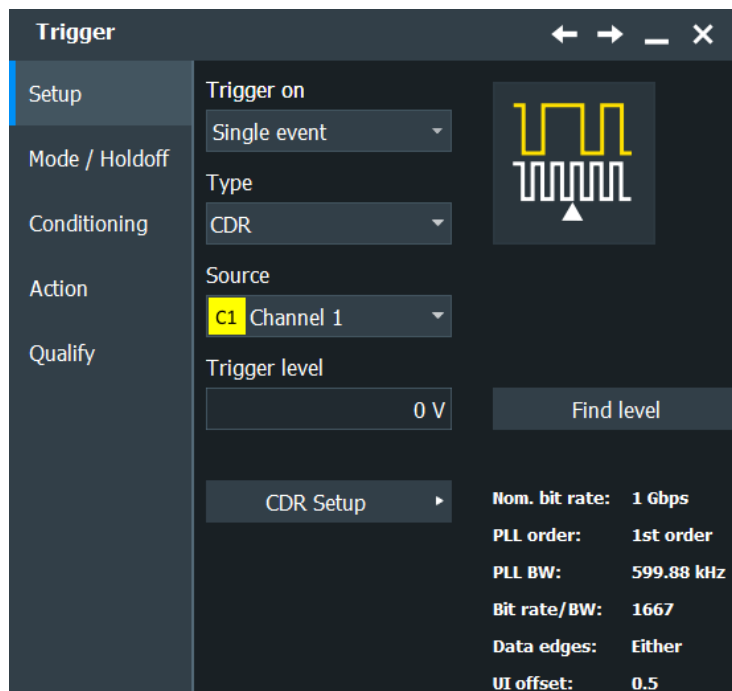 Trigger
Setup
Mode / Holdoff
Conditioning
Action
Qualify
Trigger on
Single event
Type
CDR
Source
C1 Channel 1
Trigger level
0 V
Find level
CDR Setup
Nom. bit rate: 1 Gbps
PLL order: 1st order
PLL BW: 599.88 kHz
Bit rate/BW: 1667
Data edges: Either
UI offset: 0.5